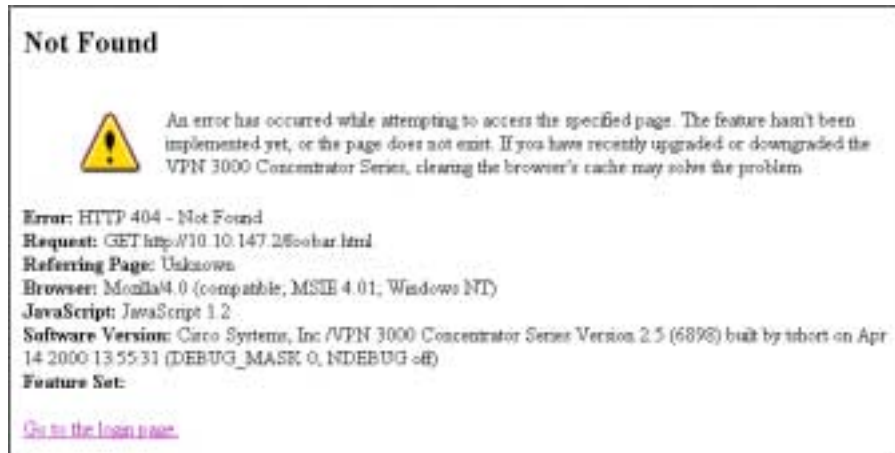 Not Found
An error has occurred while attempting to access the specified page. The feature hasn't been
implemented yet, or the page does not exist. If you have recently upgraded or downgraded the
VPN 3000 Concentrator Series, clearing the browser's cache may solve the problem
Error: HTTP 404 - Not Found
Request: GET http://10.10.147.2/foobar.html
Referring Page: Unknown
Browser: Mozilla/4.0 (compatible; MSIE 4.01; Windows NT)
JavaScript: JavaScript 1.2
Software Version: Cisco Systems, Inc./VPN 3000 Concentrator Series Version 2.5 (6898) built by tshort on Apr
14 2000 13:55:31 (DEBUG_MASK 0, NDEBUG off)
Feature Set:
Go to the login page.